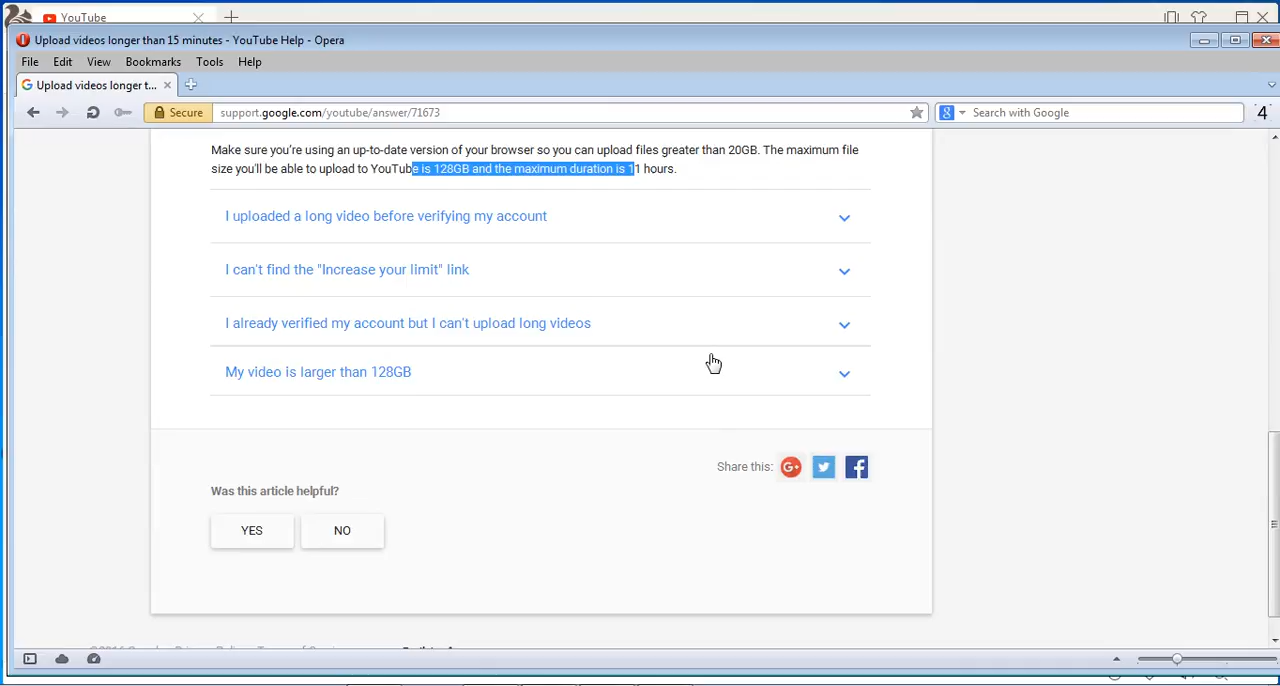 YouTube
Upload videos longer than 15 minutes - YouTube Help - Opera
File Edit View Bookmarks Tools Help
Upload videos longer t...
Secure support.google.com/youtube/answer/71673 Search with Google 4
Make sure you're using an up-to-date version of your browser so you can upload files greater than 20GB. The maximum file
size you'll be able to upload to YouTube is 128GB and the maximum duration is 11 hours.
I uploaded a long video before verifying my account
I can't find the "Increase your limit" link
I already verified my account but I can't upload long videos
My video is larger than 128GB
Share this:
Was this article helpful?
YES NO